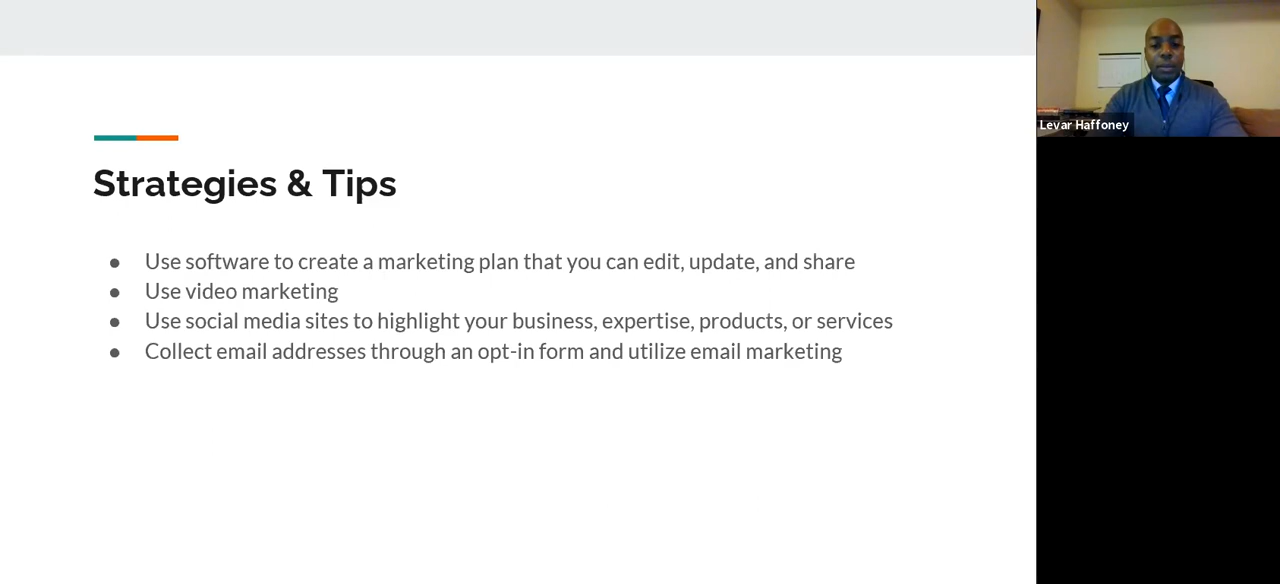 Strategies & Tips
● Use software to create a marketing plan that you can edit, update, and share
● Use video marketing
● Use social media sites to highlight your business, expertise, products, or services
● Collect email addresses through an opt-in form and utilize email marketing
Levar Haffoney